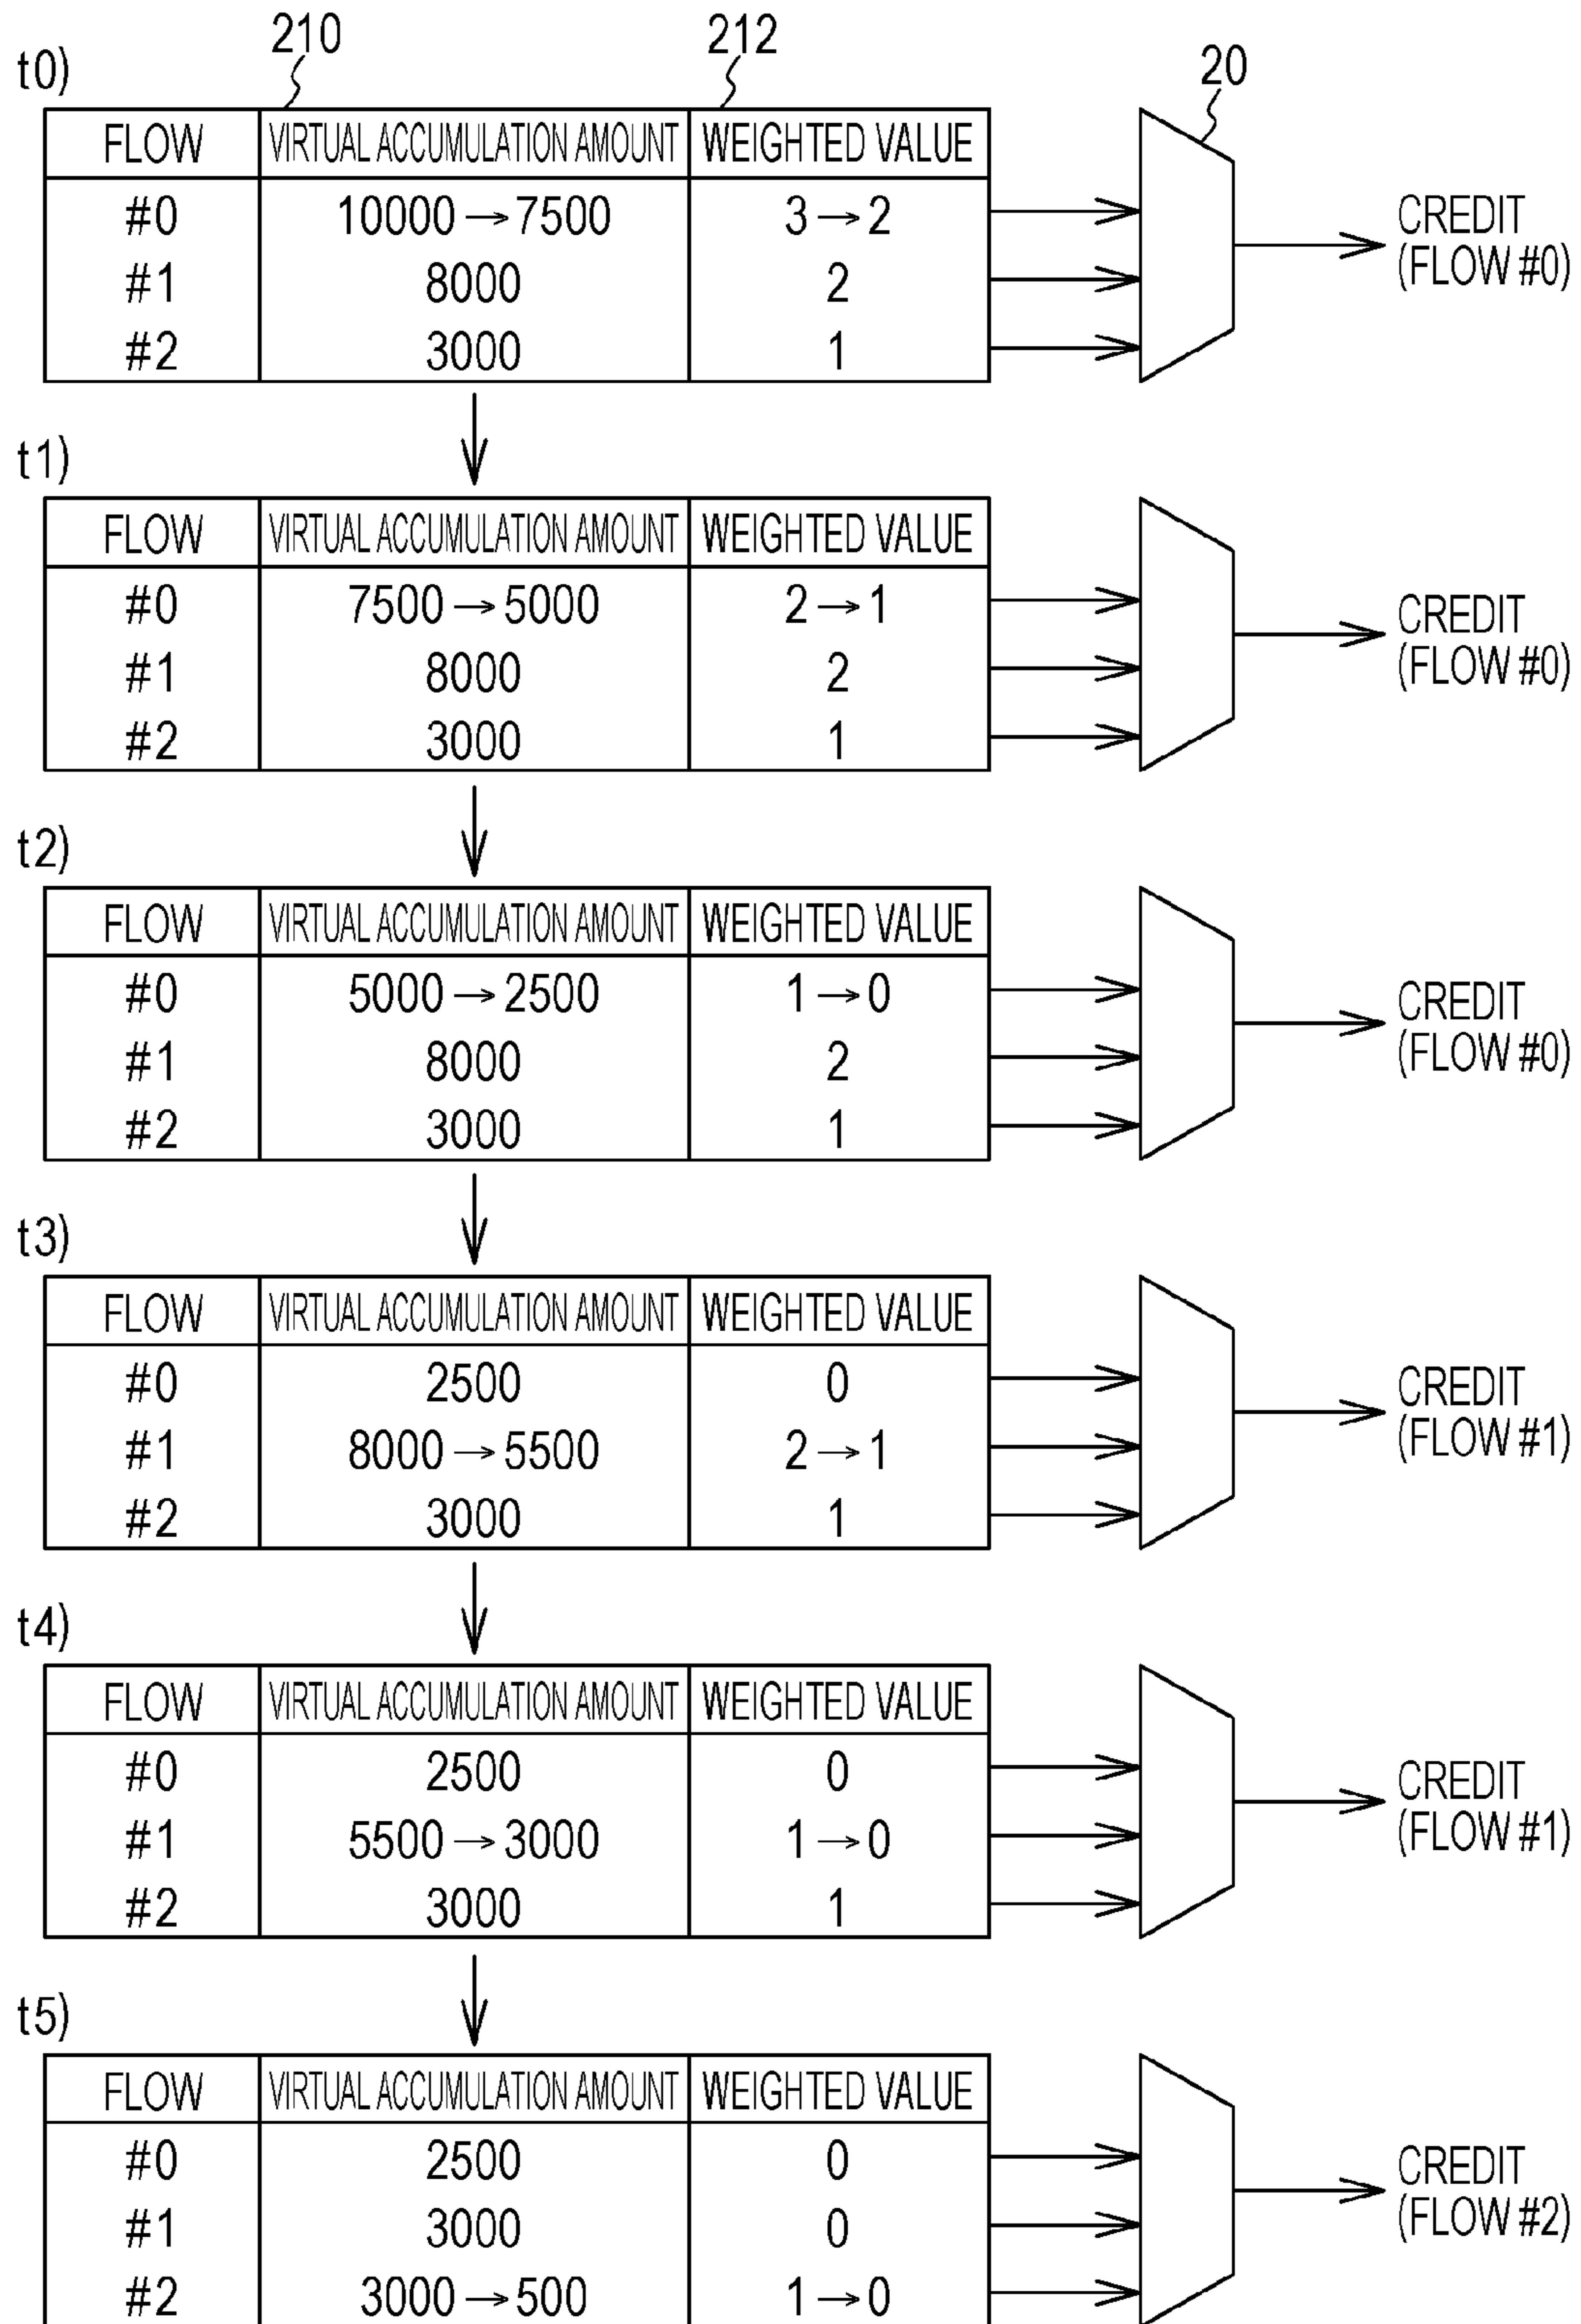 210 212 20
t0)
FLOW VIRTUAL ACCUMULATION AMOUNT WEIGHTED VALUE
#0 10000→7500 3→2
#1 8000 2
#2 3000 1
CREDIT
(FLOW #0)
t1)
FLOW VIRTUAL ACCUMULATION AMOUNT WEIGHTED VALUE
#0 7500→5000 2→1
#1 8000 2
#2 3000 1
CREDIT
(FLOW #0)
t2)
FLOW VIRTUAL ACCUMULATION AMOUNT WEIGHTED VALUE
#0 5000→2500 1→0
#1 8000 2
#2 3000 1
CREDIT
(FLOW #0)
t3)
FLOW VIRTUAL ACCUMULATION AMOUNT WEIGHTED VALUE
#0 2500 0
#1 8000→5500 2→1
#2 3000 1
CREDIT
(FLOW #1)
t4)
FLOW VIRTUAL ACCUMULATION AMOUNT WEIGHTED VALUE
#0 2500 0
#1 5500→3000 1→0
#2 3000 1
CREDIT
(FLOW #1)
t5)
FLOW VIRTUAL ACCUMULATION AMOUNT WEIGHTED VALUE
#0 2500 0
#1 3000 0
#2 3000→500 1→0
CREDIT
(FLOW #2)